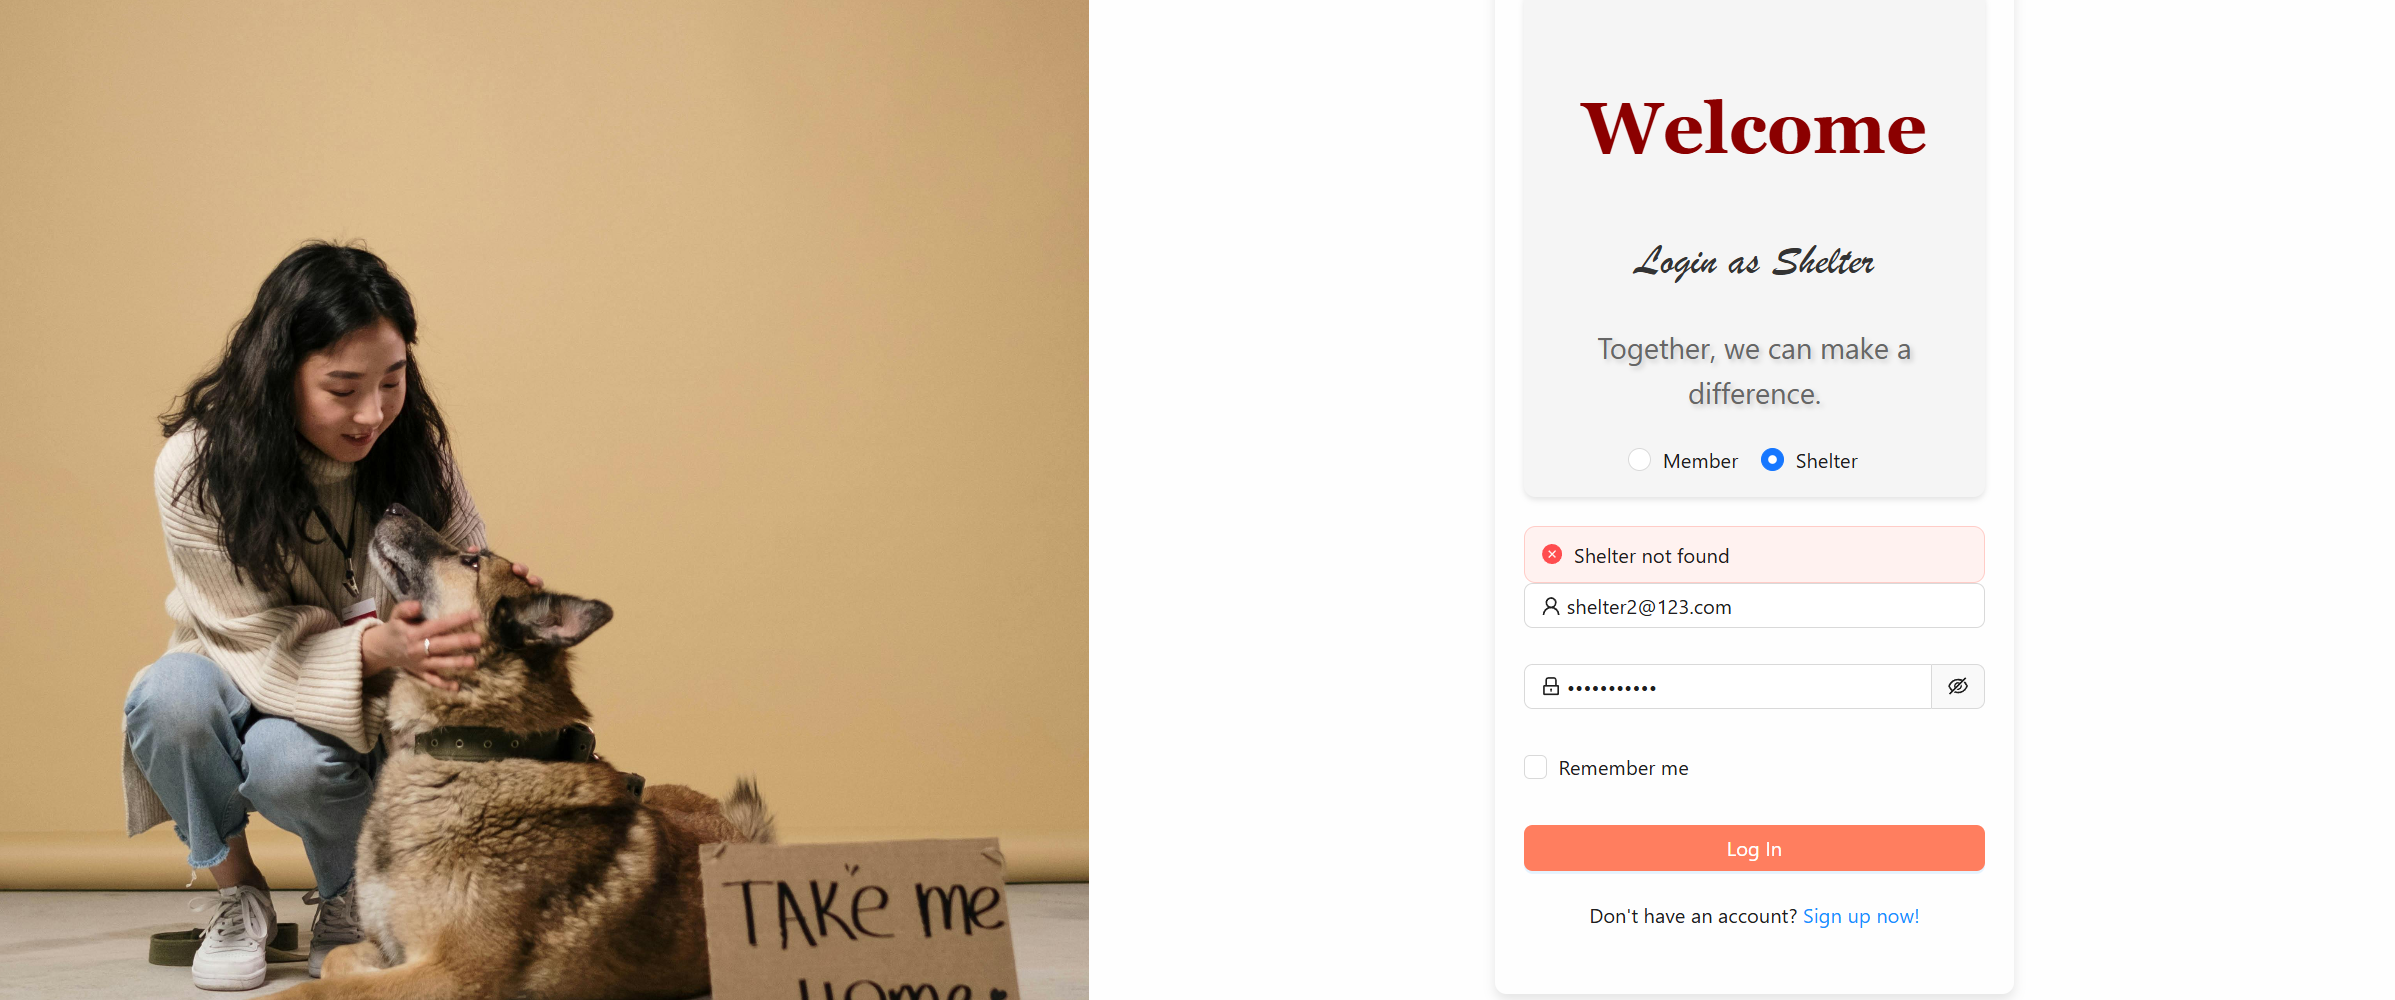 Welcome
Login as Shelter
Together, we can make a
difference.
Member Shelter
Shelter not found
shelter2@123.com
•••••••••••
Remember me
Log In
Don't have an account? Sign up now!
TAKE me
HOme